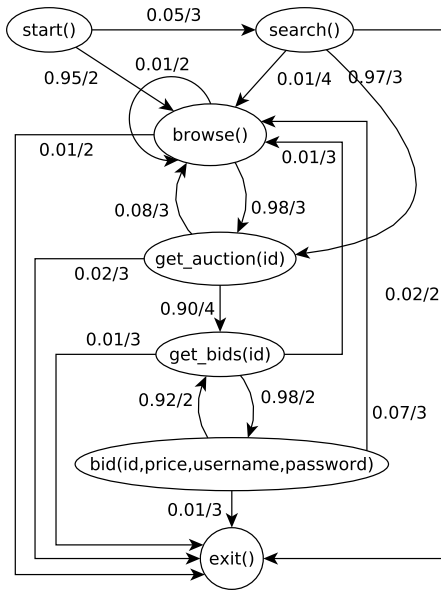 0.05/3
start()
search()
0.01/2
0.95/2
0.01/4
0.97/3
browse()
0.01/2
0.01/3
0.08/3
0.98/3
get_auction(id)
0.02/3
0.02/2
0.90/4
0.01/3
get_bids(id)
0.92/2
0.98/2
0.07/3
bid(id,price,username,password)
0.01/3
exit()